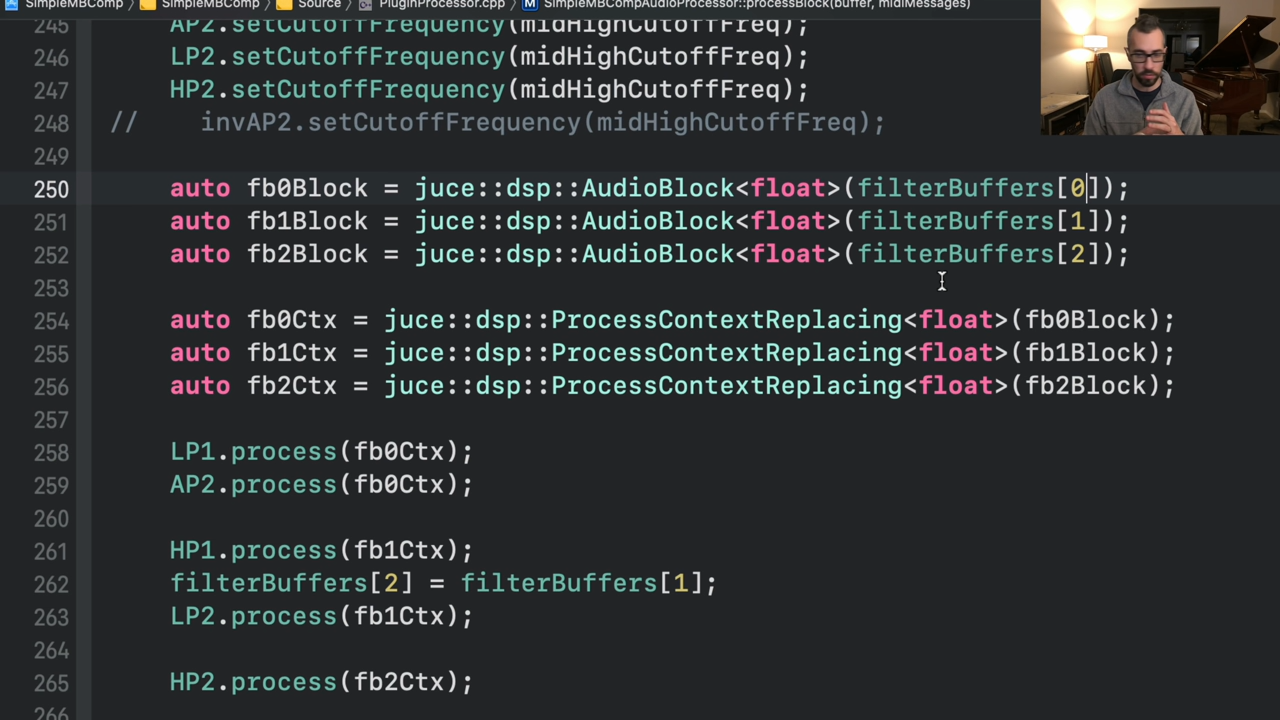 SimpleMBComp SimpleMBComp Source PluginProcessor.cpp M SimpleMBCompAudioProcessor::processBlock(buffer, midiMessages)
245 AP2.setCutoffFrequency(midHighCutoffFreq);
246 LP2.setCutoffFrequency(midHighCutoffFreq);
247 HP2.setCutoffFrequency(midHighCutoffFreq);
248 // invAP2.setCutoffFrequency(midHighCutoffFreq);
249
250 auto fb0Block = juce::dsp::AudioBlock<float>(filterBuffers[0]);
251 auto fb1Block = juce::dsp::AudioBlock<float>(filterBuffers[1]);
252 auto fb2Block = juce::dsp::AudioBlock<float>(filterBuffers[2]);
253
254 auto fb0Ctx = juce::dsp::ProcessContextReplacing<float>(fb0Block);
255 auto fb1Ctx = juce::dsp::ProcessContextReplacing<float>(fb1Block);
256 auto fb2Ctx = juce::dsp::ProcessContextReplacing<float>(fb2Block);
257
258 LP1.process(fb0Ctx);
259 AP2.process(fb0Ctx);
260
261 HP1.process(fb1Ctx);
262 filterBuffers[2] = filterBuffers[1];
263 LP2.process(fb1Ctx);
264
265 HP2.process(fb2Ctx);
266